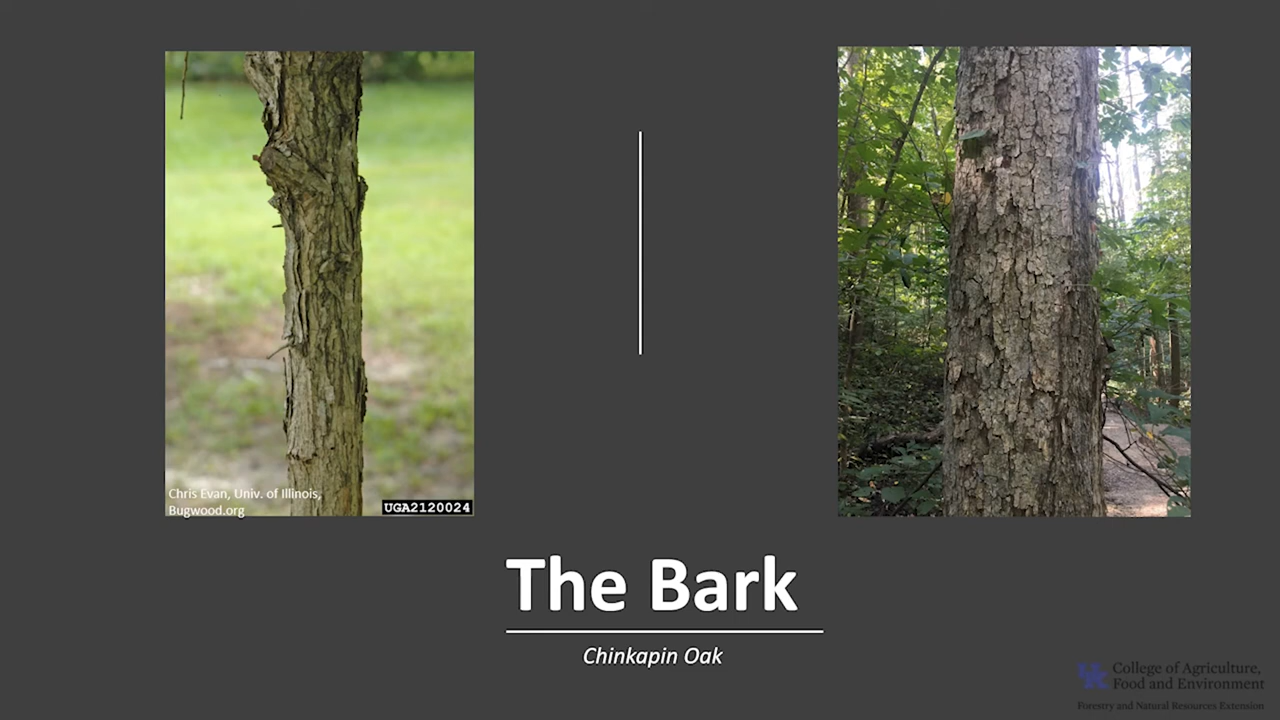 Chris Evan, Univ. of Illinois,
Bugwood.org
UGA2120024
The Bark
Chinkapin Oak
UK
College of Agriculture,
Food and Environment
Forestry and Natural Resources Extension